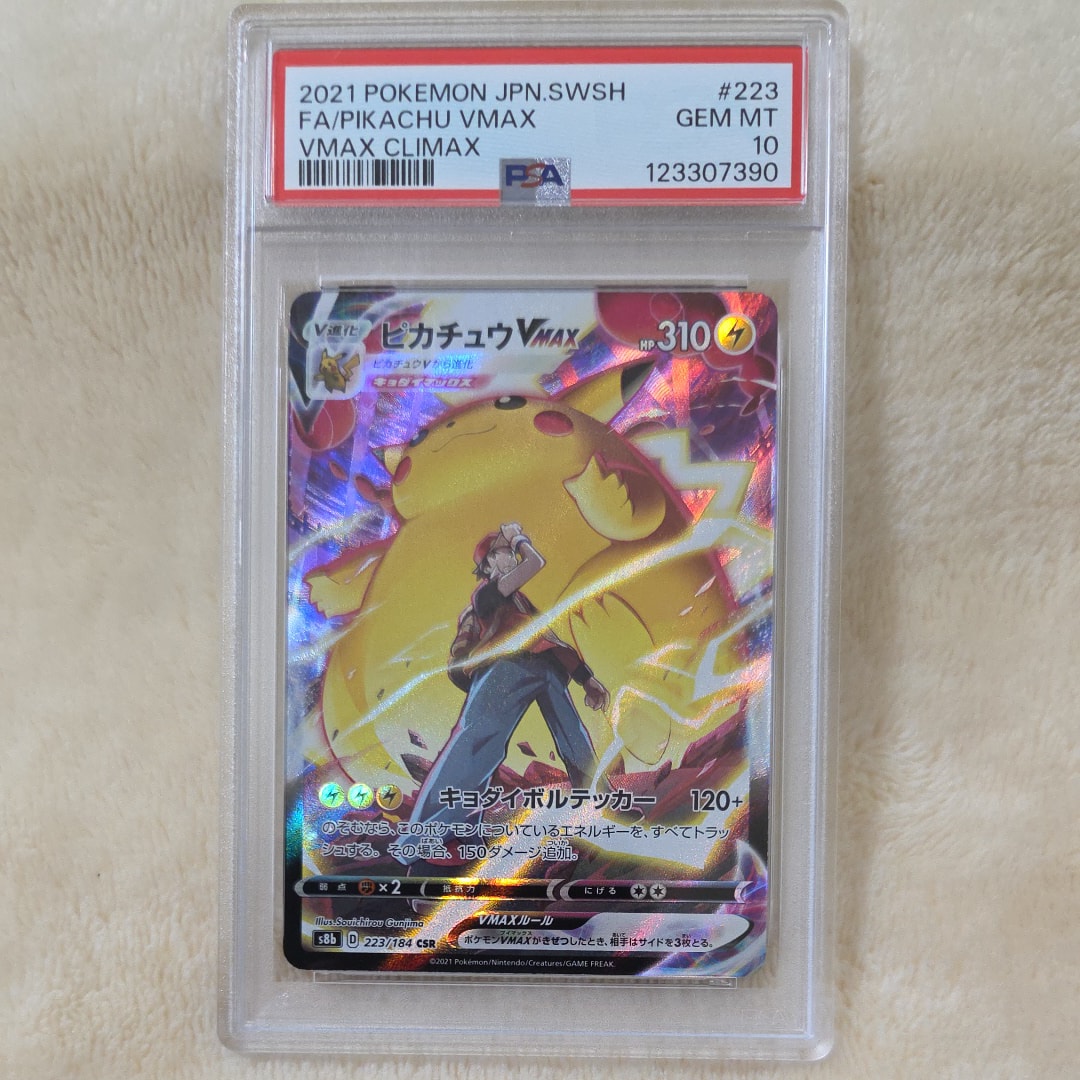 2021 POKEMON JPN.SWSH #223
FA/PIKACHU VMAX GEM MT
VMAX CLIMAX 10
PSA 123307390
V進化 ピカチュウVMAX HP310
ピカチュウVから進化
キョダイマックス
キョダイボルテッカー 120+
のぞむなら、このポケモンについているエネルギーを、すべてトラッ
シュする。その場合、150ダメージ追加。
弱点 ×2 抵抗力 にげる
Illus.Souichirou Gunjima VMAXルール
s8b D 223/184 CSR ポケモンVMAXがきぜつしたとき、相手はサイドを3枚とる。
©2021 Pokémon/Nintendo/Creatures/GAME FREAK.